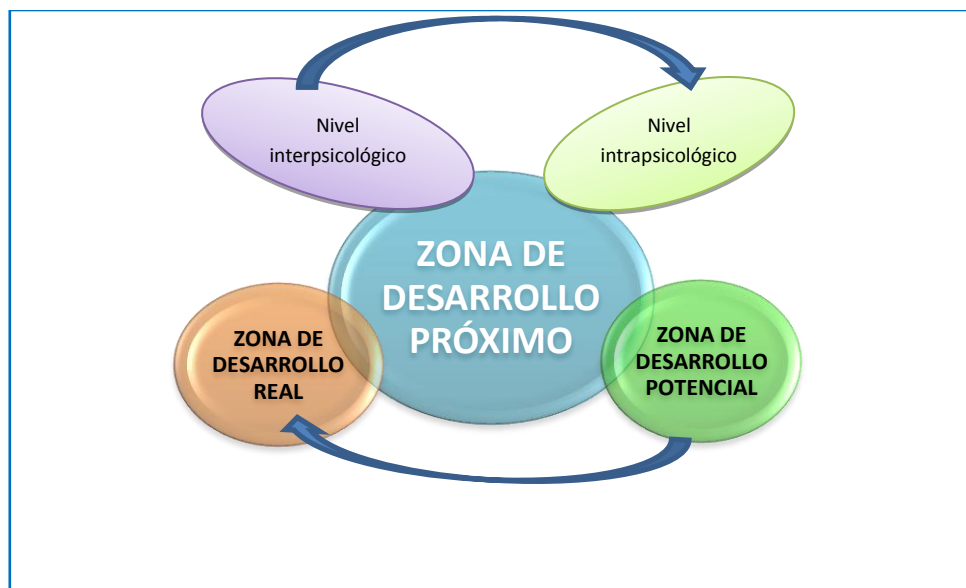 Nivel
interpsicológico
Nivel
intrapsicológico
ZONA DE
DESARROLLO
PRÓXIMO
ZONA DE
DESARROLLO
REAL
ZONA DE
DESARROLLO
POTENCIAL